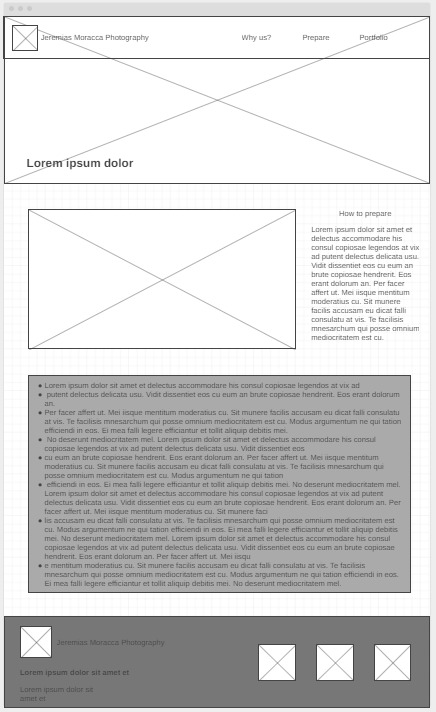 Jeremias Moracca Photography
Why us?
Prepare
Portfolio
Lorem ipsum dolor
How to prepare
Lorem ipsum dolor sit amet et
delectus accommodare his
consul copiosae legendos at vix
ad putent delectus delicata usu.
Vidit dissentiet eos cu eum an
brute copiosae hendrerit. Eos
erant dolorum an. Per facer
affert ut. Mei iisque mentitum
moderatius cu. Sit munere
facilis accusam eu dicat falli
consulatu at vis. Te facilisis
mnesarchum qui posse omnium
mediocritatem est cu.
● Lorem ipsum dolor sit amet et delectus accommodare his consul copiosae legendos at vix ad
● putent delectus delicata usu. Vidit dissentiet eos cu eum an brute copiosae hendrerit. Eos erant dolorum
an.
● Per facer affert ut. Mei iisque mentitum moderatius cu. Sit munere facilis accusam eu dicat falli consulatu
at vis. Te facilisis mnesarchum qui posse omnium mediocritatem est cu. Modus argumentum ne qui tation
efficiendi in eos. Ei mea falli legere efficiantur et tollit aliquip debitis mei.
● No deserunt mediocritatem mel. Lorem ipsum dolor sit amet et delectus accommodare his consul
copiosae legendos at vix ad putent delectus delicata usu. Vidit dissentiet eos
● cu eum an brute copiosae hendrerit. Eos erant dolorum an. Per facer affert ut. Mei iisque mentitum
moderatius cu. Sit munere facilis accusam eu dicat falli consulatu at vis. Te facilisis mnesarchum qui
posse omnium mediocritatem est cu. Modus argumentum ne qui tation
● efficiendi in eos. Ei mea falli legere efficiantur et tollit aliquip debitis mei. No deserunt mediocritatem mel.
Lorem ipsum dolor sit amet et delectus accommodare his consul copiosae legendos at vix ad putent
delectus delicata usu. Vidit dissentiet eos cu eum an brute copiosae hendrerit. Eos erant dolorum an. Per
facer affert ut. Mei iisque mentitum moderatius cu. Sit munere faci
● lis accusam eu dicat falli consulatu at vis. Te facilisis mnesarchum qui posse omnium mediocritatem est
cu. Modus argumentum ne qui tation efficiendi in eos. Ei mea falli legere efficiantur et tollit aliquip debitis
mei. No deserunt mediocritatem mel. Lorem ipsum dolor sit amet et delectus accommodare his consul
copiosae legendos at vix ad putent delectus delicata usu. Vidit dissentiet eos cu eum an brute copiosae
hendrerit. Eos erant dolorum an. Per facer affert ut. Mei iisqu
● e mentitum moderatius cu. Sit munere facilis accusam eu dicat falli consulatu at vis. Te facilisis
mnesarchum qui posse omnium mediocritatem est cu. Modus argumentum ne qui tation efficiendi in eos.
Ei mea falli legere efficiantur et tollit aliquip debitis mei. No deserunt mediocritatem mel.
Jeremias Moracca Photography
Lorem ipsum dolor sit amet et
Lorem ipsum dolor sit
amet et